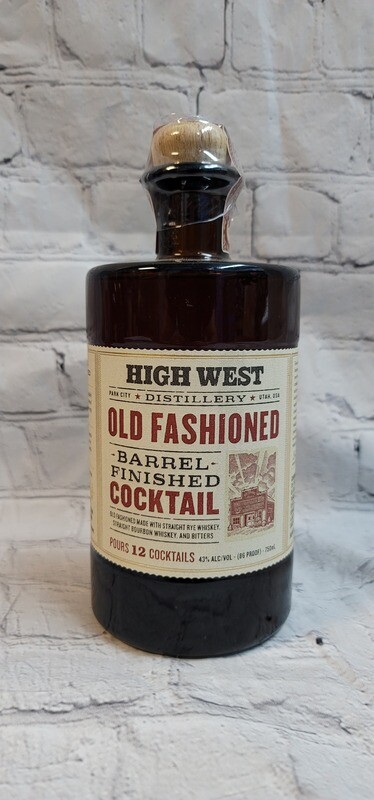 HIGH WEST
PARK CITY ★ DISTILLERY ★ UTAH, USA
OLD FASHIONED
-BARREL-
FINISHED
COCKTAIL
OLD FASHIONED MADE WITH STRAIGHT RYE WHISKEY,
STRAIGHT BOURBON WHISKEY, AND BITTERS
POURS 12 COCKTAILS 43% ALC/VOL - (86 PROOF) - 750ml